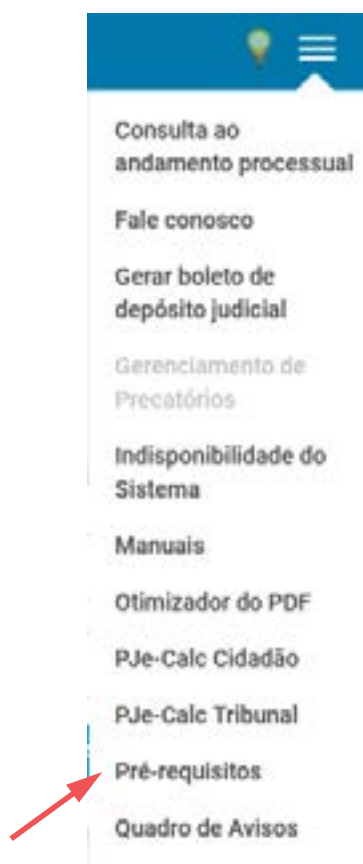 Consulta ao
andamento processual
Fale conosco
Gerar boleto de
depósito judicial
Gerenciamento de
Precatórios
Indisponibilidade do
Sistema
Manuais
Otimizador do PDF
PJe-Calc Cidadão
PJe-Calc Tribunal
Pré-requisitos
Quadro de Avisos